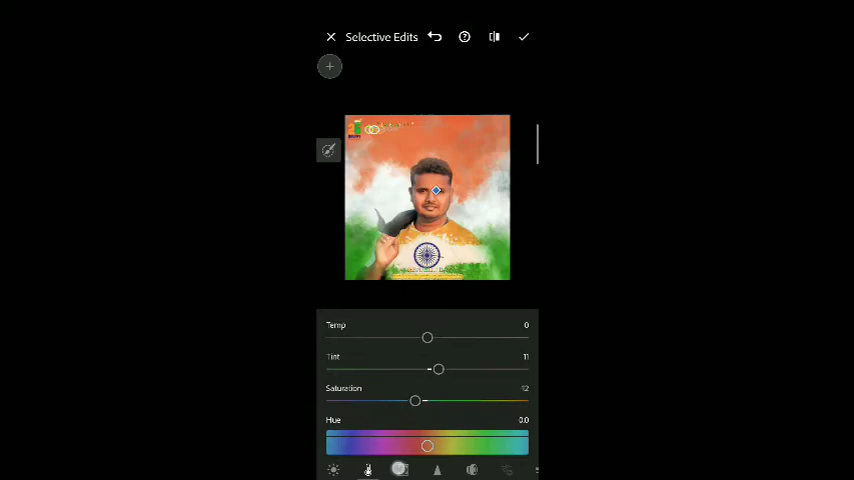 Selective Edits
Temp 0
Tint 11
Saturation 12
Hue 0.0